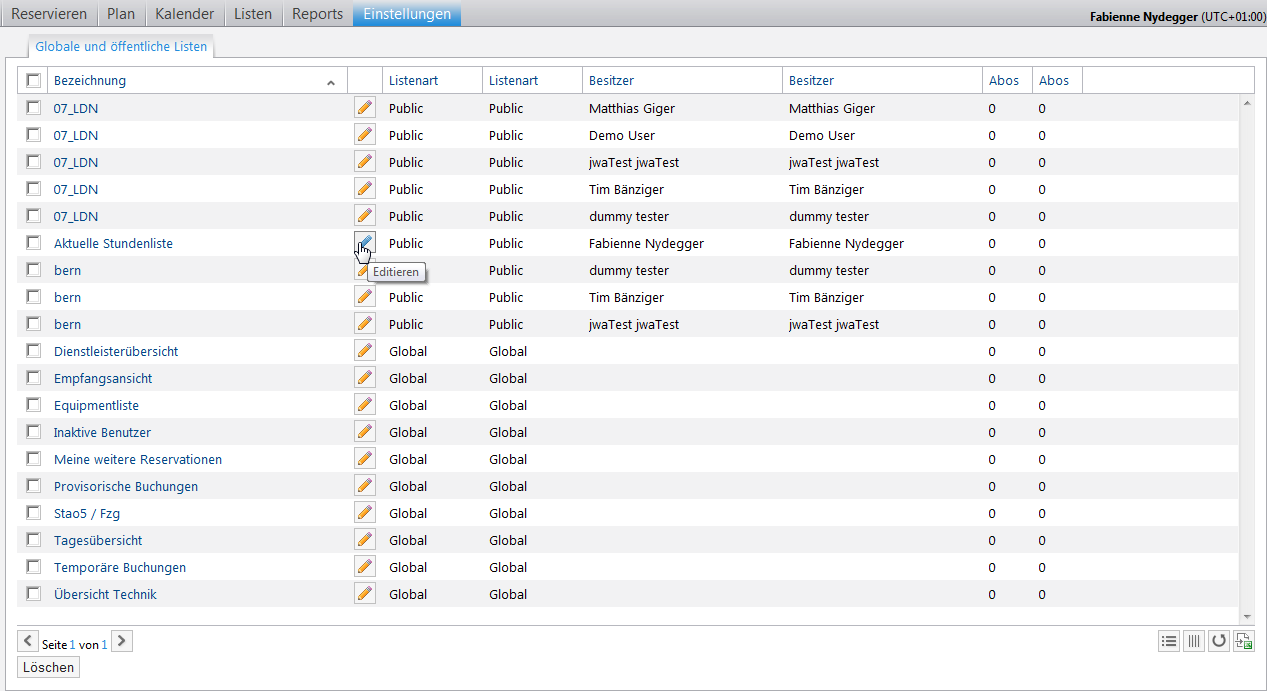 Reservieren Plan Kalender Listen Reports Einstellungen Fabienne Nydegger (UTC+01:00)
Globale und öffentliche Listen
Bezeichnung Listenart Listenart Besitzer Besitzer Abos Abos
07_LDN Public Public Matthias Giger Matthias Giger 0 0
07_LDN Public Public Demo User Demo User 0 0
07_LDN Public Public jwaTest jwaTest jwaTest jwaTest 0 0
07_LDN Public Public Tim Bänziger Tim Bänziger 0 0
07_LDN Public Public dummy tester dummy tester 0 0
Aktuelle Stundenliste Public Public Fabienne Nydegger Fabienne Nydegger 0 0
bern Editieren Public dummy tester dummy tester 0 0
bern Public Public Tim Bänziger Tim Bänziger 0 0
bern Public Public jwaTest jwaTest jwaTest jwaTest 0 0
Dienstleisterübersicht Global Global 0 0
Empfangsansicht Global Global 0 0
Equipmentliste Global Global 0 0
Inaktive Benutzer Global Global 0 0
Meine weitere Reservationen Global Global 0 0
Provisorische Buchungen Global Global 0 0
Stao5 / Fzg Global Global 0 0
Tagesübersicht Global Global 0 0
Temporäre Buchungen Global Global 0 0
Übersicht Technik Global Global 0 0
Seite 1 von 1
Löschen